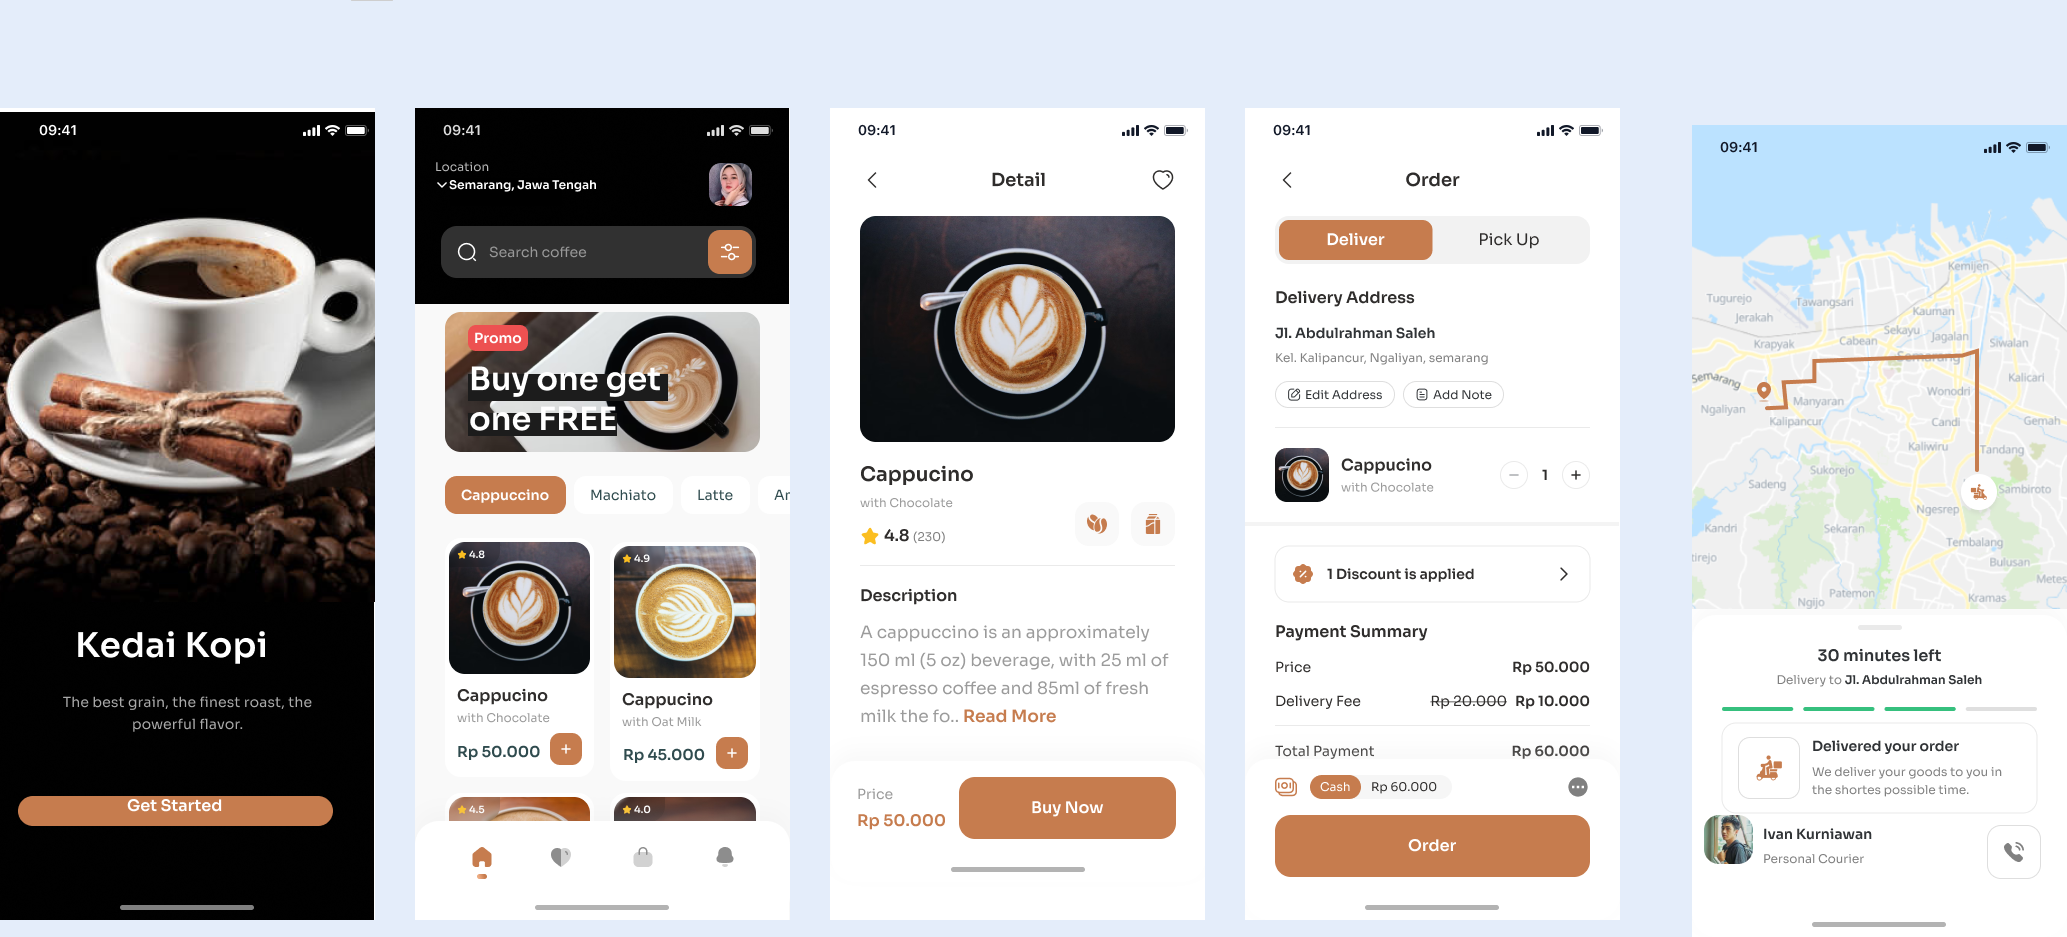 09:41
Kedai Kopi
The best grain, the finest roast, the
powerful flavor.
Get Started
09:41
Location
Semarang, Jawa Tengah
Search coffee
Promo
Buy one get
one FREE
Cappuccino
Machiato
Latte
Ar
4.8
Cappucino
with Chocolate
Rp 50.000
+
4.9
Cappucino
with Oat Milk
Rp 45.000
+
4.5
4.0
09:41
Detail
Cappucino
with Chocolate
4.8 (230)
Description
A cappuccino is an approximately
150 ml (5 oz) beverage, with 25 ml of
espresso coffee and 85ml of fresh
milk the fo.. Read More
Price
Rp 50.000
Buy Now
09:41
Order
Deliver
Pick Up
Delivery Address
Jl. Abdulrahman Saleh
Kel. Kalipancur, Ngaliyan, semarang
Edit Address
Add Note
Cappucino
with Chocolate
− 1 +
1 Discount is applied
Payment Summary
Price Rp 50.000
Delivery Fee Rp 20.000 Rp 10.000
Total Payment Rp 60.000
Cash Rp 60.000
Order
09:41
Kemijen
Tugurejo
Tawangsari
Jerakah
Kauman
Sekayu
Jagalan
Krapyak
Cabean
Siwalan
Semarang
Semarang
Kalicari
Wonodri
Ngaliyan
Manyaran
Kalipancur
Candi
Kaliwiru
Tandang
Sukorejo
Sadeng
Sambiroto
Ngesrep
Kandri
Sekaran
Tembalang
tirejo
Bulusan
Metes
Patemon
Ngijo
Kramas
30 minutes left
Delivery to Jl. Abdulrahman Saleh
Delivered your order
We deliver your goods to you in
the shortes possible time.
Ivan Kurniawan
Personal Courier